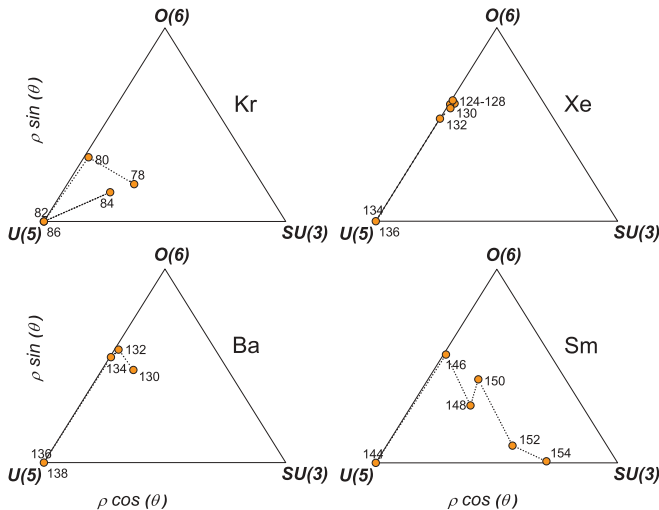 O(6)
ρ sin (θ)
Kr
80
78
84
82
U(5)
86
SU(3)
O(6)
Xe
124-128
130
132
134
U(5)
136
SU(3)
O(6)
ρ sin (θ)
Ba
132
134
130
136
U(5)
138
SU(3)
ρ cos (θ)
O(6)
Sm
146
150
148
152
154
144
U(5)
SU(3)
ρ cos (θ)